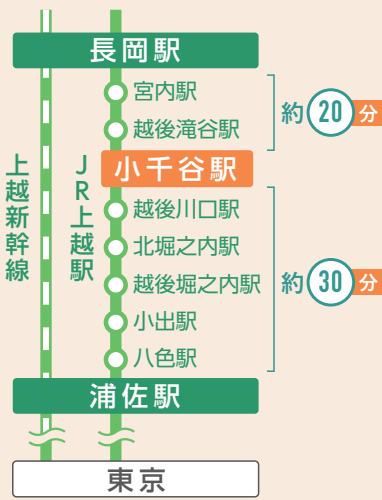 長岡駅
宮内駅
越後滝谷駅
約20分
小千谷駅
上越新幹線
JR上越駅
越後川口駅
北堀之内駅
越後堀之内駅
小出駅
八色駅
約30分
浦佐駅
東京